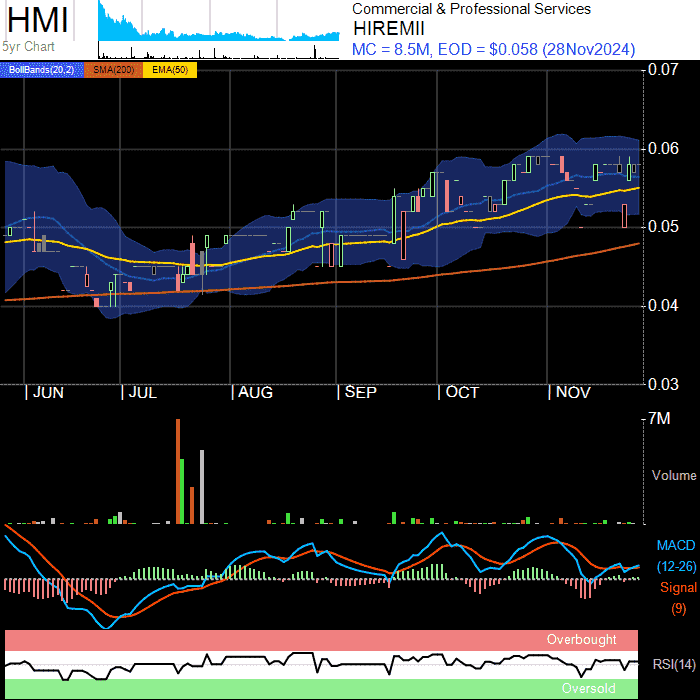 HMI
5yr Chart
Commercial & Professional Services
HIREMII
MC = 8.5M, EOD = $0.058 (28Nov2024)
BollBands(20,2) SMA(200) EMA(50)
0.07
0.06
0.05
0.04
0.03
JUN JUL AUG SEP OCT NOV
7M
Volume
MACD
(12-26)
Signal
(9)
Overbought
RSI(14)
Oversold